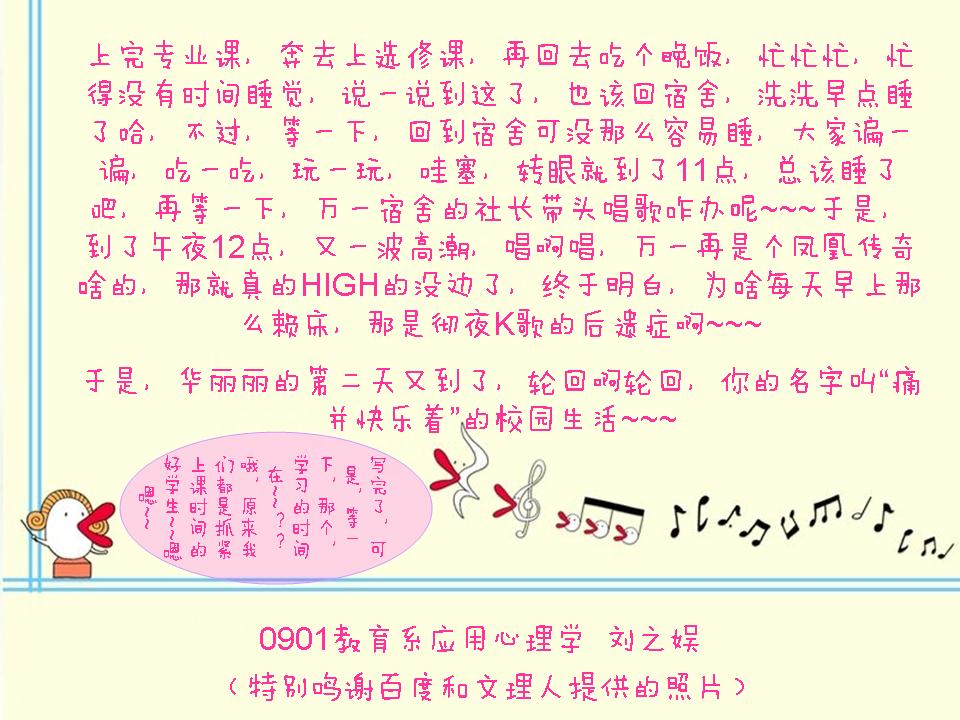 上完专业课，奔去上选修课，再回去吃个晚饭，忙忙忙，忙
得没有时间睡觉，说一说到这了，也该回宿舍，洗洗早点睡
了哈，不过，等一下，回到宿舍可没那么容易睡，大家谝一
谝，吃一吃，玩一玩，哇塞，转眼就到了11点，总该睡了
吧，再等一下，万一宿舍的社长带头唱歌咋办呢~~~于是，
到了午夜12点，又一波高潮，唱啊唱，万一再是个凤凰传奇
啥的，那就真的HIGH的没边了，终于明白，为啥每天早上那
么赖床，那是彻夜K歌的后遗症啊~~~
于是，华丽丽的第二天又到了，轮回啊轮回，你的名字叫“痛
并快乐着”的校园生活~~~
写完了，可
是，等一
下，那个，
学习的时间
在~~？？
哦，原来我
们都是抓紧
上课时间的
好学生~~嗯
嗯~~
0901教育系应用心理学 刘之娱
（特别鸣谢百度和文理人提供的照片）